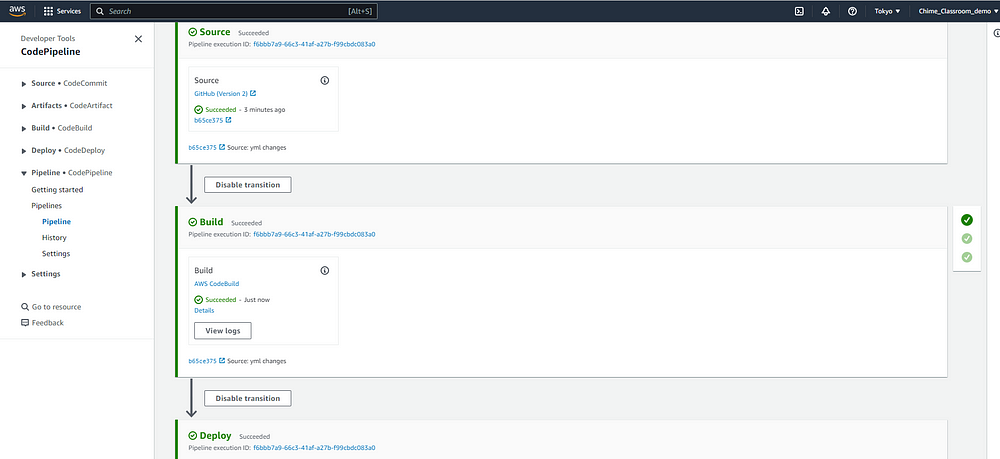 aws
Services
Search
[Alt+S]
Tokyo
Chime_Classroom_demo
Developer Tools
CodePipeline
Source • CodeCommit
Artifacts • CodeArtifact
Build • CodeBuild
Deploy • CodeDeploy
Pipeline • CodePipeline
Getting started
Pipelines
Pipeline
History
Settings
Settings
Go to resource
Feedback
Source Succeeded
Pipeline execution ID: f6bbb7a9-66c3-41af-a27b-f99cbdc083a0
Source
GitHub (Version 2)
Succeeded - 3 minutes ago
b65ce375
b65ce375 Source: yml changes
Disable transition
Build Succeeded
Pipeline execution ID: f6bbb7a9-66c3-41af-a27b-f99cbdc083a0
Build
AWS CodeBuild
Succeeded - Just now
Details
View logs
b65ce375 Source: yml changes
Disable transition
Deploy Succeeded
Pipeline execution ID: f6bbb7a9-66c3-41af-a27b-f99cbdc083a0